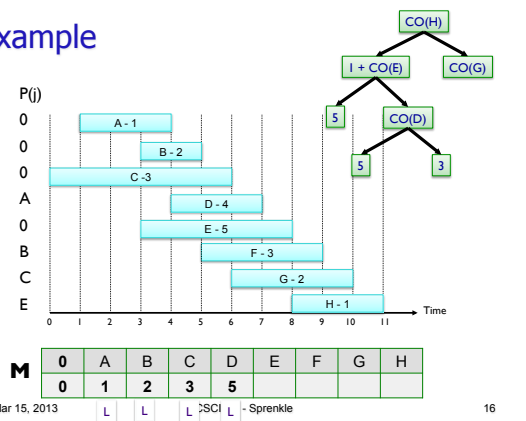 xample
CO(H)
1 + CO(E)
CO(G)
5
CO(D)
5
3
P(j)
0
A - 1
0
B - 2
0
C -3
A
D - 4
0
E - 5
B
F - 3
C
G - 2
E
H - 1
Time
0 1 2 3 4 5 6 7 8 9 10 11
M
0 A B C D E F G H
0 1 2 3 5
ar 15, 2013
L L L L
- Sprenkle
16